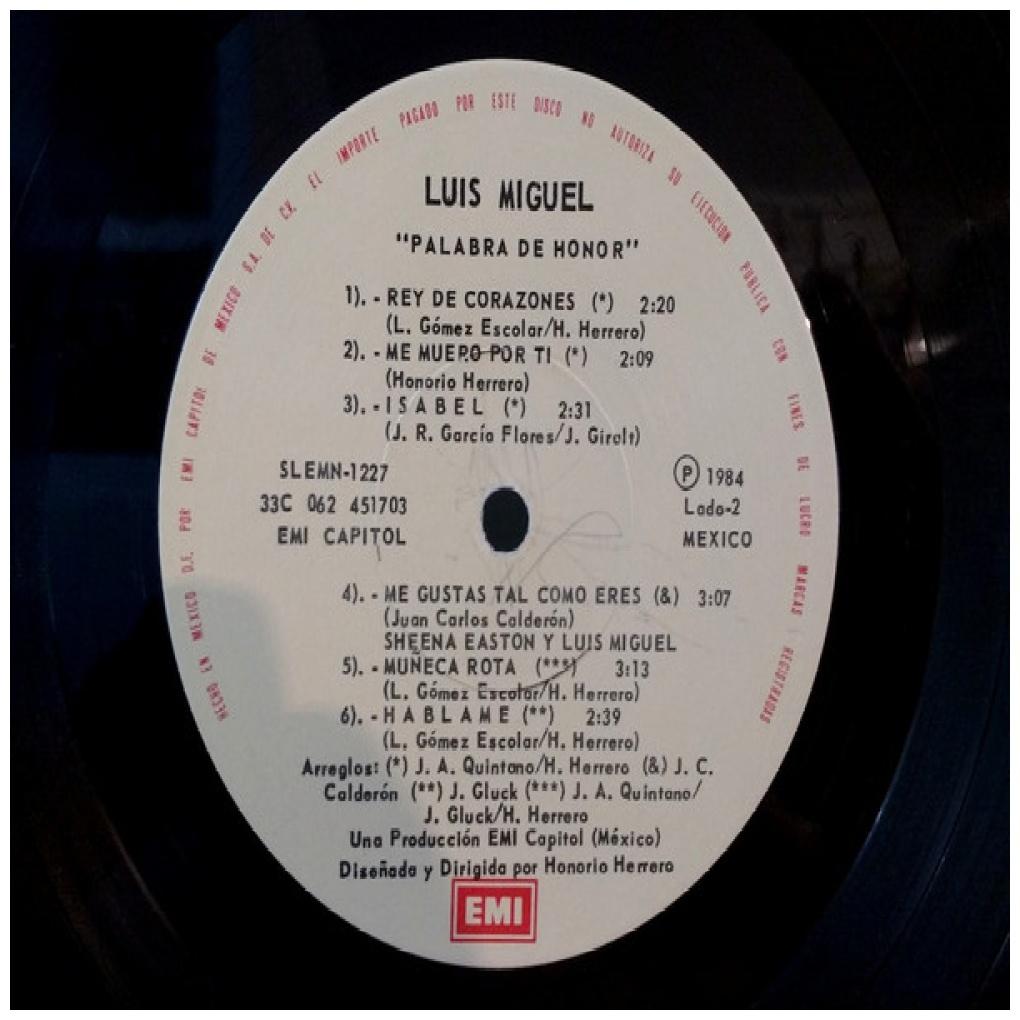 HECHO EN MEXICO D.F. POR: EMI CAPITOL DE MEXICO S.A. DE CV. EL IMPORTE PAGADO POR ESTE DISCO NO AUTORIZA SU EJECUCION PUBLICA CON FINES DE LUCRO MARCAS REGISTRADAS
LUIS MIGUEL
"PALABRA DE HONOR"
1). - REY DE CORAZONES (*) 2:20
(L. Gómez Escolar/H. Herrero)
2). - ME MUERO POR TI (*) 2:09
(Honorio Herrero)
3). - ISABEL (*) 2:31
(J. R. García Flores/J. Giralt)
SLEMN-1227
33C 062 451703
EMI CAPITOL
Ⓟ 1984
Lado-2
MEXICO
4). - ME GUSTAS TAL COMO ERES (&) 3:07
(Juan Carlos Calderón)
SHEENA EASTON Y LUIS MIGUEL
5). - MUÑECA ROTA (***) 3:13
(L. Gómez Escolar/H. Herrero)
6). - HABLAME (**) 2:39
(L. Gómez Escolar/H. Herrero)
Arreglos: (*) J. A. Quintano/H. Herrero (&) J. C.
Calderón (**) J. Gluck (***) J. A. Quintano/
J. Gluck/H. Herrero
Una Producción EMI Capitol (México)
Diseñada y Dirigida por Honorio Herrero
EMI